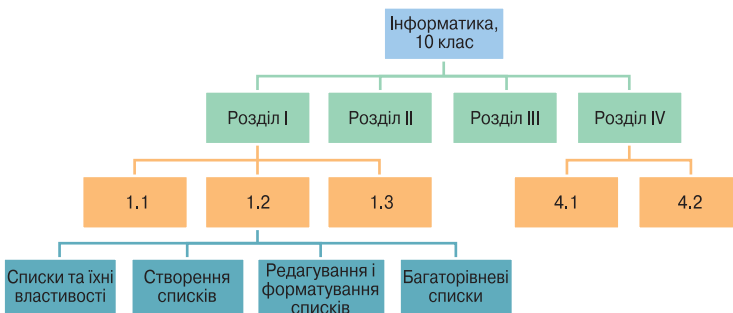 Інформатика,
10 клас
Розділ I
Розділ II
Розділ III
Розділ IV
1.1
1.2
1.3
4.1
4.2
Списки та їхні
властивості
Створення
списків
Редагування і
форматування
списків
Багаторівневі
списки